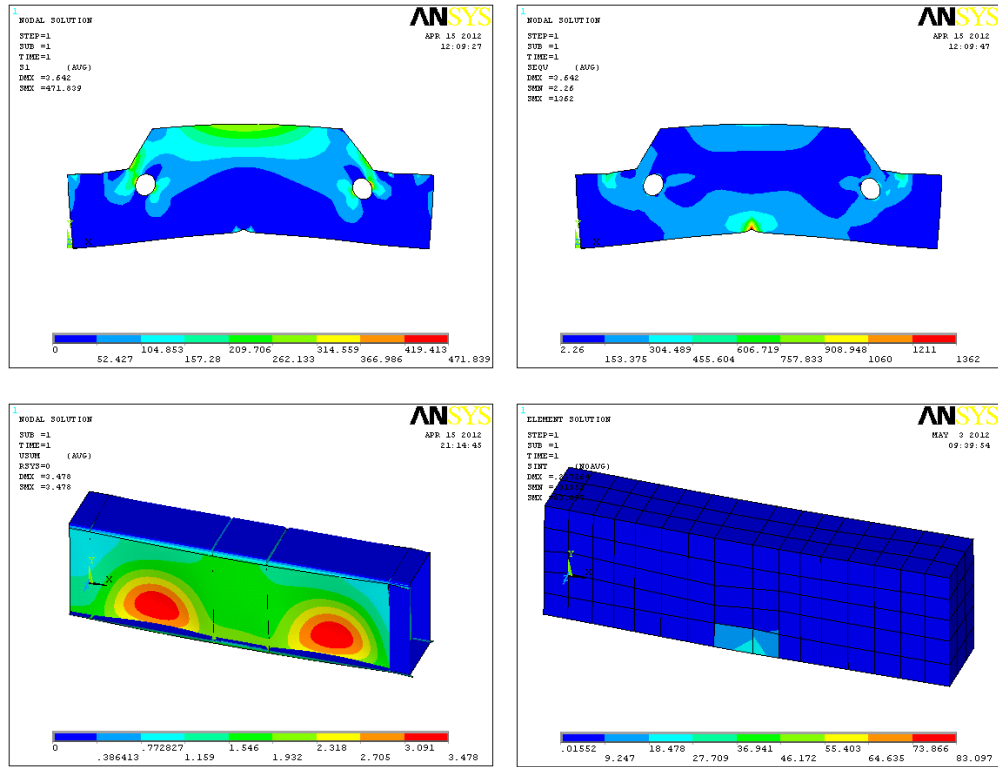 1
NODAL SOLUTION
STEP=1
SUB =1
TIME=1
S1 (AVG)
DMX =3.642
SMX =471.839
ANSYS
APR 15 2012
12:09:27
Y
X
0 104.853 209.706 314.559 419.413
52.427 157.28 262.133 366.986 471.839
1
NODAL SOLUTION
STEP=1
SUB =1
TIME=1
SEQV (AVG)
DMX =3.642
SMN =2.26
SMX =1362
ANSYS
APR 15 2012
12:09:47
2.26 304.489 606.719 908.948 1211
153.375 455.604 757.833 1060 1362
1
NODAL SOLUTION
SUB =1
TIME=1
USUM (AVG)
RSYS=0
DMX =3.478
SMX =3.478
ANSYS
APR 15 2012
21:14:45
Y
X
0 .772827 1.546 2.318 3.091
.386413 1.159 1.932 2.705 3.478
1
ELEMENT SOLUTION
STEP=1
SUB =1
TIME=1
SINT (NOAVG)
DMX
SMN
SMX
ANSYS
MAY 3 2012
09:39:54
Y
X
.01552 18.478 36.941 55.403 73.866
9.247 27.709 46.172 64.635 83.097